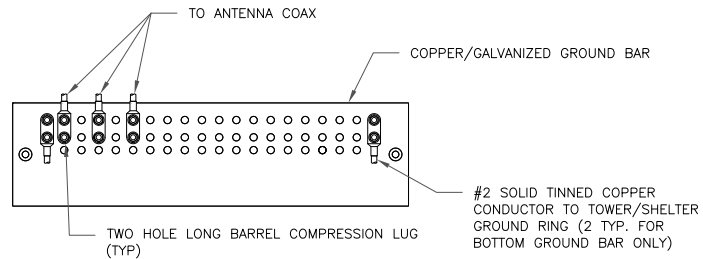 TO ANTENNA COAX
COPPER/GALVANIZED GROUND BAR
#2 SOLID TINNED COPPER
CONDUCTOR TO TOWER/SHELTER
GROUND RING (2 TYP. FOR
BOTTOM GROUND BAR ONLY)
TWO HOLE LONG BARREL COMPRESSION LUG
(TYP)